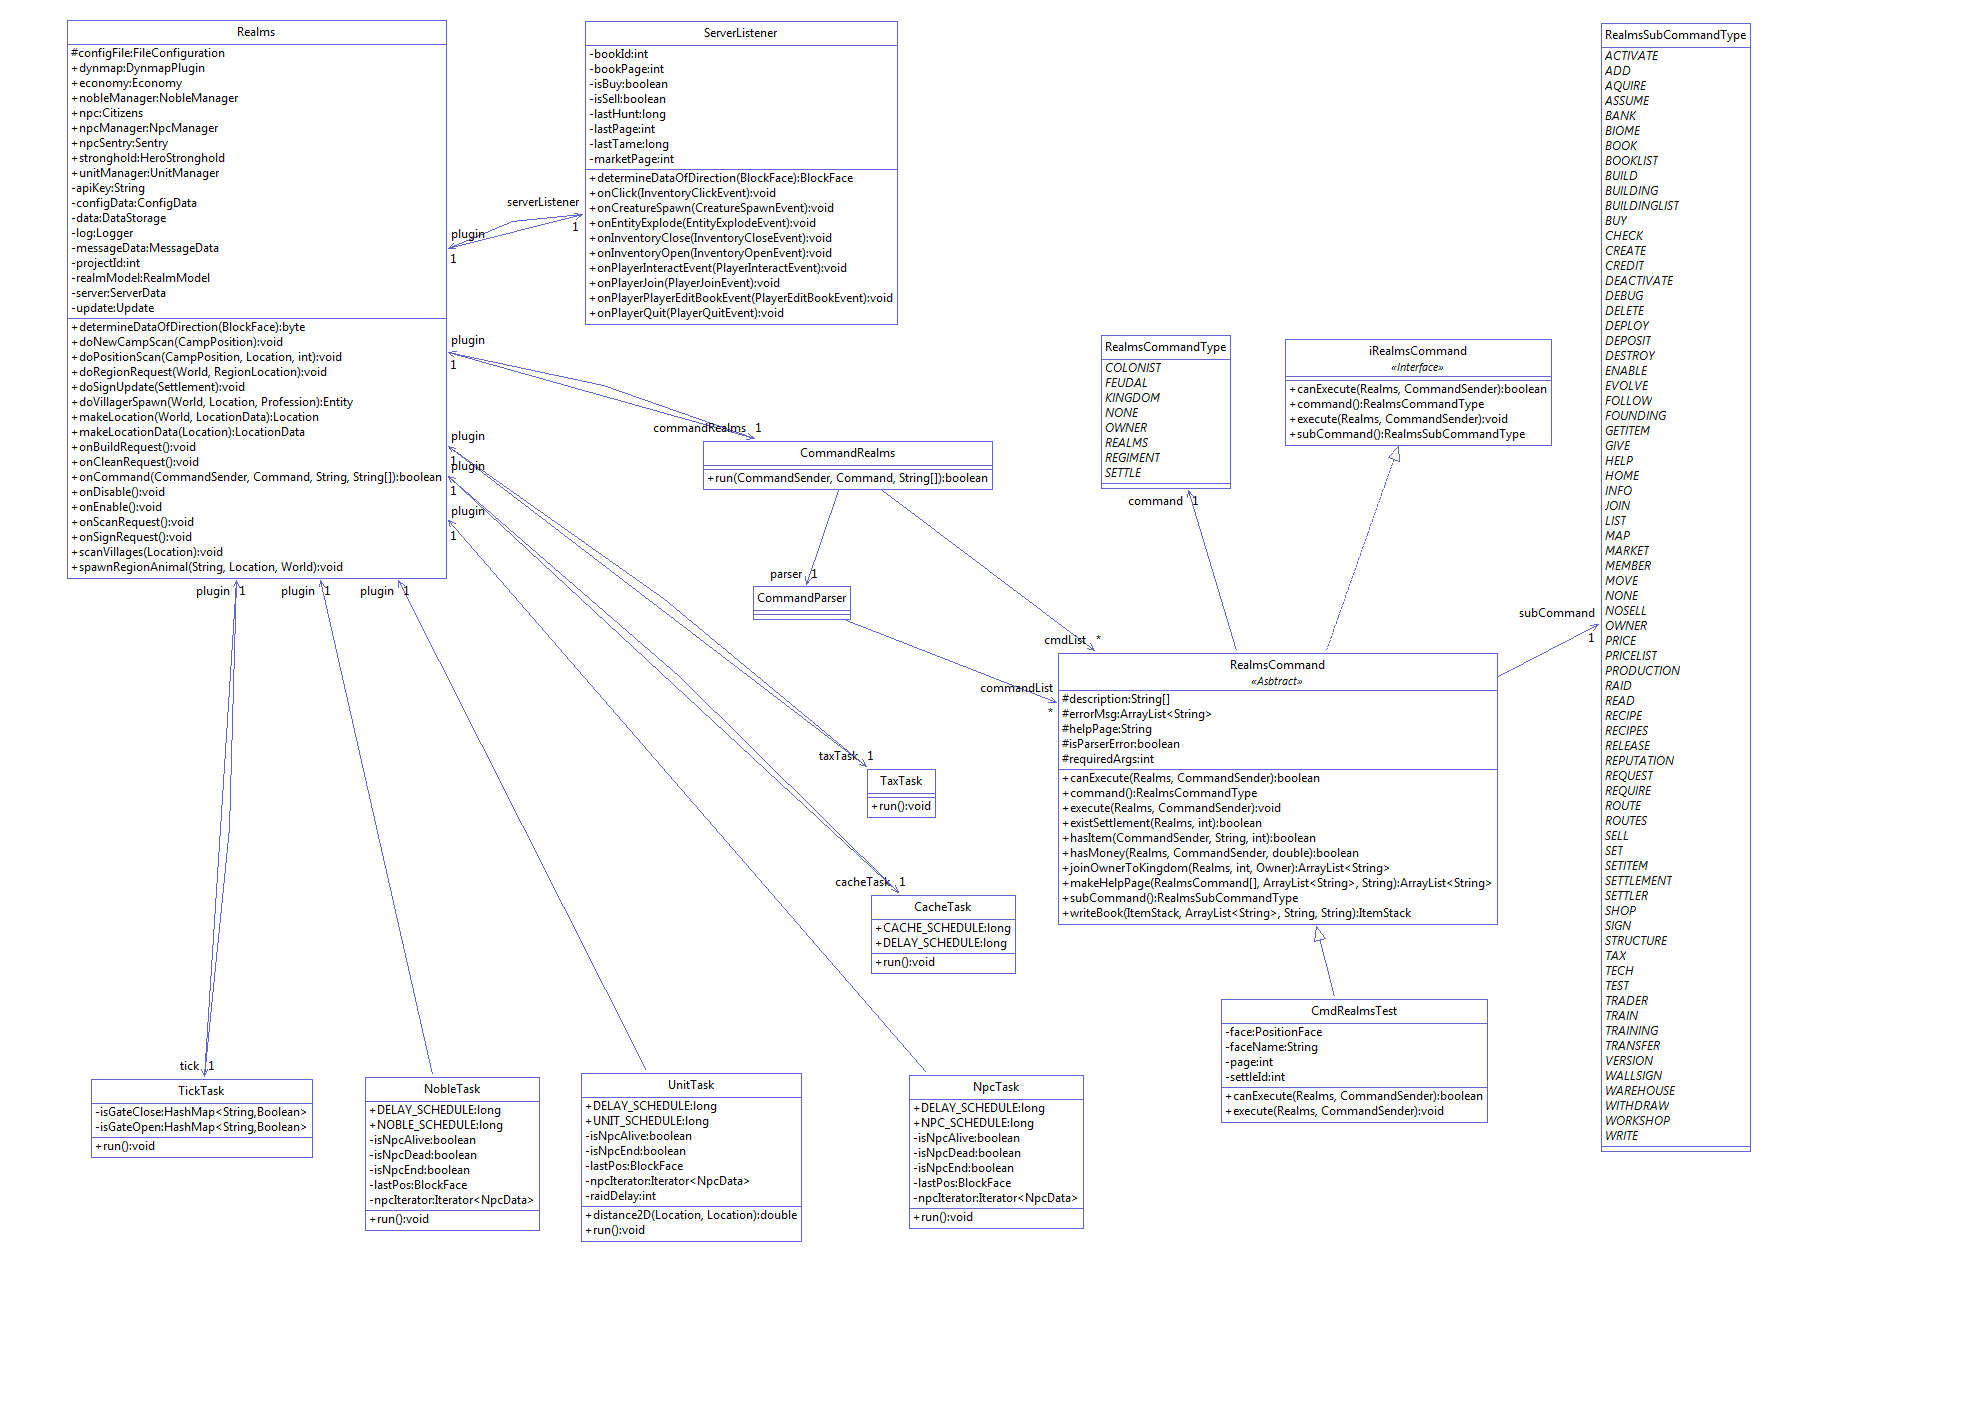 Realms
#configFile:FileConfiguration
+dynmap:DynmapPlugin
+economy:Economy
+nobleManager:NobleManager
+npc:Citizens
+npcManager:NpcManager
+npcSentry:Sentry
+stronghold:HeroStronghold
+unitManager:UnitManager
-apiKey:String
-configData:ConfigData
-data:DataStorage
-log:Logger
-messageData:MessageData
-projectId:int
-realmModel:RealmModel
-server:ServerData
-update:Update
+determineDataOfDirection(BlockFace):byte
+doNewCampScan(CampPosition):void
+doPositionScan(CampPosition, Location, int):void
+doRegionRequest(World, RegionLocation):void
+doSignUpdate(Settlement):void
+doVillagerSpawn(World, Location, Profession):Entity
+makeLocation(World, LocationData):Location
+makeLocationData(Location):LocationData
+onBuildRequest():void
+onCleanRequest():void
+onCommand(CommandSender, Command, String, String[]):boolean
+onDisable():void
+onEnable():void
+onScanRequest():void
+onSignRequest():void
+scanVillages(Location):void
+spawnRegionAnimal(String, Location, World):void
ServerListener
-bookId:int
-bookPage:int
-isBuy:boolean
-isSell:boolean
-lastHunt:long
-lastPage:int
-lastTame:long
-marketPage:int
+determineDataOfDirection(BlockFace):BlockFace
+onClick(InventoryClickEvent):void
+onCreatureSpawn(CreatureSpawnEvent):void
+onEntityExplode(EntityExplodeEvent):void
+onInventoryClose(InventoryCloseEvent):void
+onInventoryOpen(InventoryOpenEvent):void
+onPlayerInteractEvent(PlayerInteractEvent):void
+onPlayerJoin(PlayerJoinEvent):void
+onPlayerPlayerEditBookEvent(PlayerEditBookEvent):void
+onPlayerQuit(PlayerQuitEvent):void
serverListener
1
plugin
1
plugin
1
commandRealms 1
plugin
1
plugin
1
plugin
1
CommandRealms
+run(CommandSender, Command, String[]):boolean
parser 1
CommandParser
cmdList *
commandList
*
RealmsCommandType
COLONIST
FEUDAL
KINGDOM
NONE
OWNER
REALMS
REGIMENT
SETTLE
command 1
iRealmsCommand
«Interface»
+canExecute(Realms, CommandSender):boolean
+command():RealmsCommandType
+execute(Realms, CommandSender):void
+subCommand():RealmsSubCommandType
RealmsCommand
«Asbtract»
#description:String[]
#errorMsg:ArrayList<String>
#helpPage:String
#isParserError:boolean
#requiredArgs:int
+canExecute(Realms, CommandSender):boolean
+command():RealmsCommandType
+execute(Realms, CommandSender):void
+existSettlement(Realms, int):boolean
+hasItem(CommandSender, String, int):boolean
+hasMoney(Realms, CommandSender, double):boolean
+joinOwnerToKingdom(Realms, int, Owner):ArrayList<String>
+makeHelpPage(RealmsCommand[], ArrayList<String>, String):ArrayList<String>
+subCommand():RealmsSubCommandType
+writeBook(ItemStack, ArrayList<String>, String, String):ItemStack
subCommand
1
RealmsSubCommandType
ACTIVATE
ADD
AQUIRE
ASSUME
BANK
BIOME
BOOK
BOOKLIST
BUILD
BUILDING
BUILDINGLIST
BUY
CHECK
CREATE
CREDIT
DEACTIVATE
DEBUG
DELETE
DEPLOY
DEPOSIT
DESTROY
ENABLE
EVOLVE
FOLLOW
FOUNDING
GETITEM
GIVE
HELP
HOME
INFO
JOIN
LIST
MAP
MARKET
MEMBER
MOVE
NONE
NOSELL
OWNER
PRICE
PRICELIST
PRODUCTION
RAID
READ
RECIPE
RECIPES
RELEASE
REPUTATION
REQUEST
REQUIRE
ROUTE
ROUTES
SELL
SET
SETITEM
SETTLEMENT
SETTLER
SHOP
SIGN
STRUCTURE
TAX
TECH
TEST
TRADER
TRAIN
TRAINING
TRANSFER
VERSION
WALLSIGN
WAREHOUSE
WITHDRAW
WORKSHOP
WRITE
taxTask 1
TaxTask
+run():void
cacheTask 1
CacheTask
+CACHE_SCHEDULE:long
+DELAY_SCHEDULE:long
+run():void
CmdRealmsTest
-face:PositionFace
-faceName:String
-page:int
-settleId:int
+canExecute(Realms, CommandSender):boolean
+execute(Realms, CommandSender):void
plugin 1
plugin 1
plugin 1
tick 1
TickTask
-isGateClose:HashMap<String,Boolean>
-isGateOpen:HashMap<String,Boolean>
+run():void
NobleTask
+DELAY_SCHEDULE:long
+NOBLE_SCHEDULE:long
-isNpcAlive:boolean
-isNpcDead:boolean
-isNpcEnd:boolean
-lastPos:BlockFace
-npcIterator:Iterator<NpcData>
+run():void
UnitTask
+DELAY_SCHEDULE:long
+UNIT_SCHEDULE:long
-isNpcAlive:boolean
-isNpcEnd:boolean
-lastPos:BlockFace
-npcIterator:Iterator<NpcData>
-raidDelay:int
+distance2D(Location, Location):double
+run():void
NpcTask
+DELAY_SCHEDULE:long
+NPC_SCHEDULE:long
-isNpcAlive:boolean
-isNpcDead:boolean
-isNpcEnd:boolean
-lastPos:BlockFace
-npcIterator:Iterator<NpcData>
+run():void